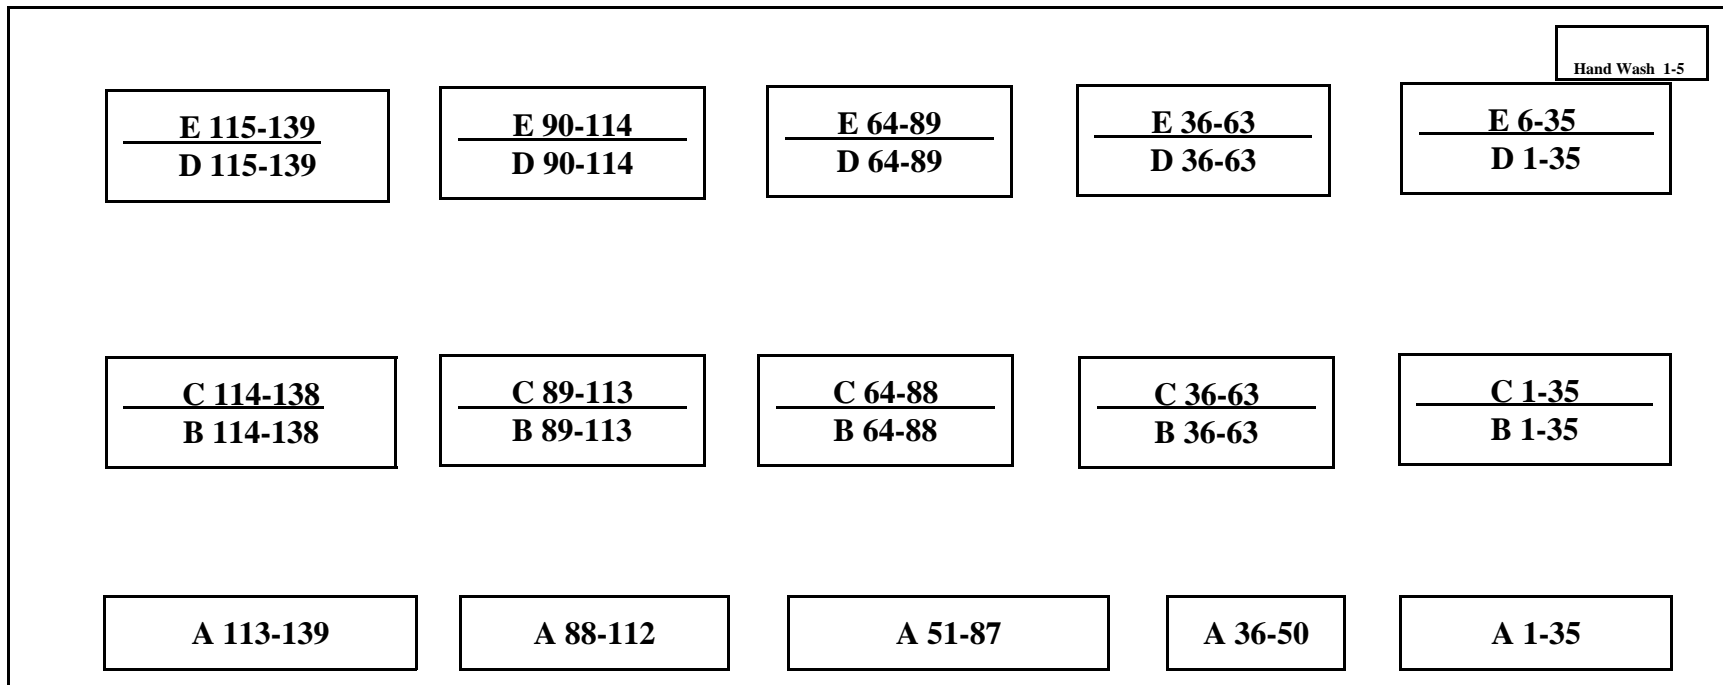 Hand Wash 1-5
E 115-139
D 115-139
E 90-114
D 90-114
E 64-89
D 64-89
E 36-63
D 36-63
E 6-35
D 1-35
C 114-138
B 114-138
C 89-113
B 89-113
C 64-88
B 64-88
C 36-63
B 36-63
C 1-35
B 1-35
A 113-139
A 88-112
A 51-87
A 36-50
A 1-35